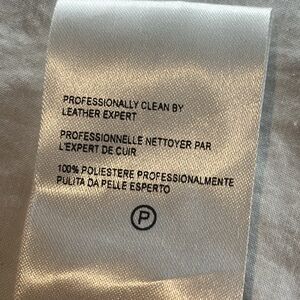 PROFESSIONALLY CLEAN BY
LEATHER EXPERT
PROFESSIONNELLE NETTOYER PAR
L'EXPERT DE CUIR
100% POLIESTERE PROFESSIONALMENTE
PULITA DA PELLE ESPERTO
P